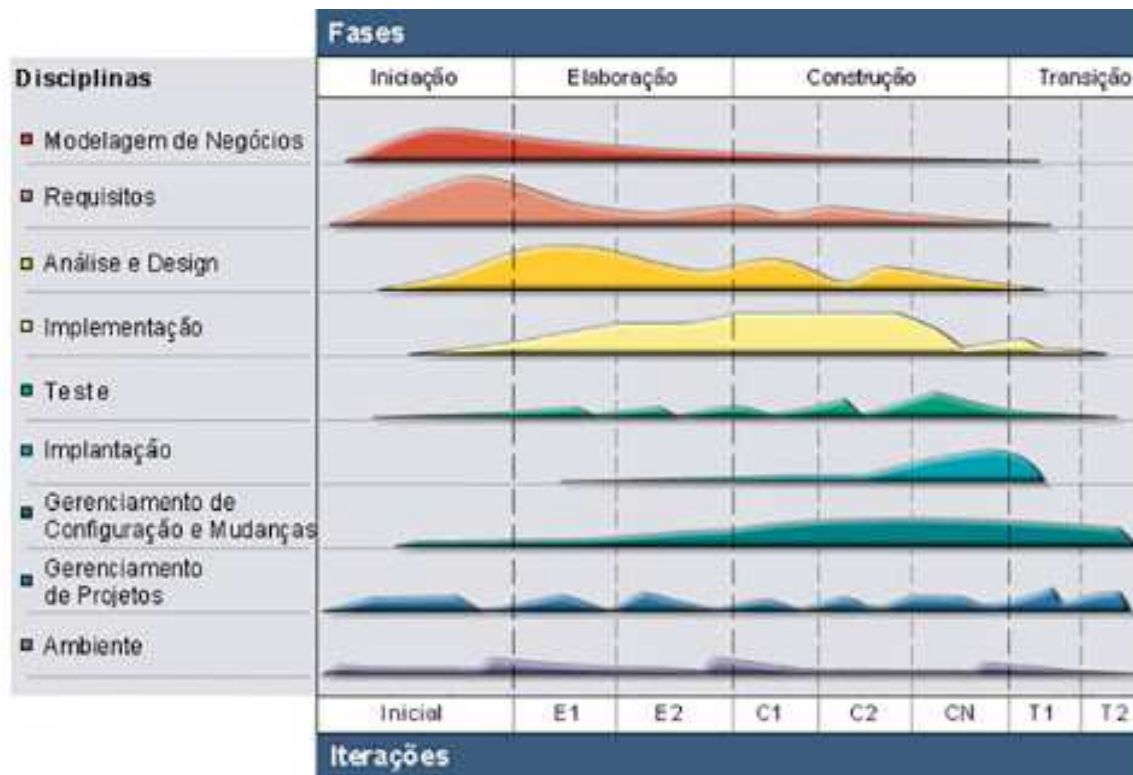 Fases
Disciplinas
Iniciação Elaboração Construção Transição
Modelagem de Negócios
Requisitos
Análise e Design
Implementação
Teste
Implantação
Gerenciamento de
Configuração e Mudanças
Gerenciamento
de Projetos
Ambiente
Inicial E1 E2 C1 C2 CN T1 T2
Iterações